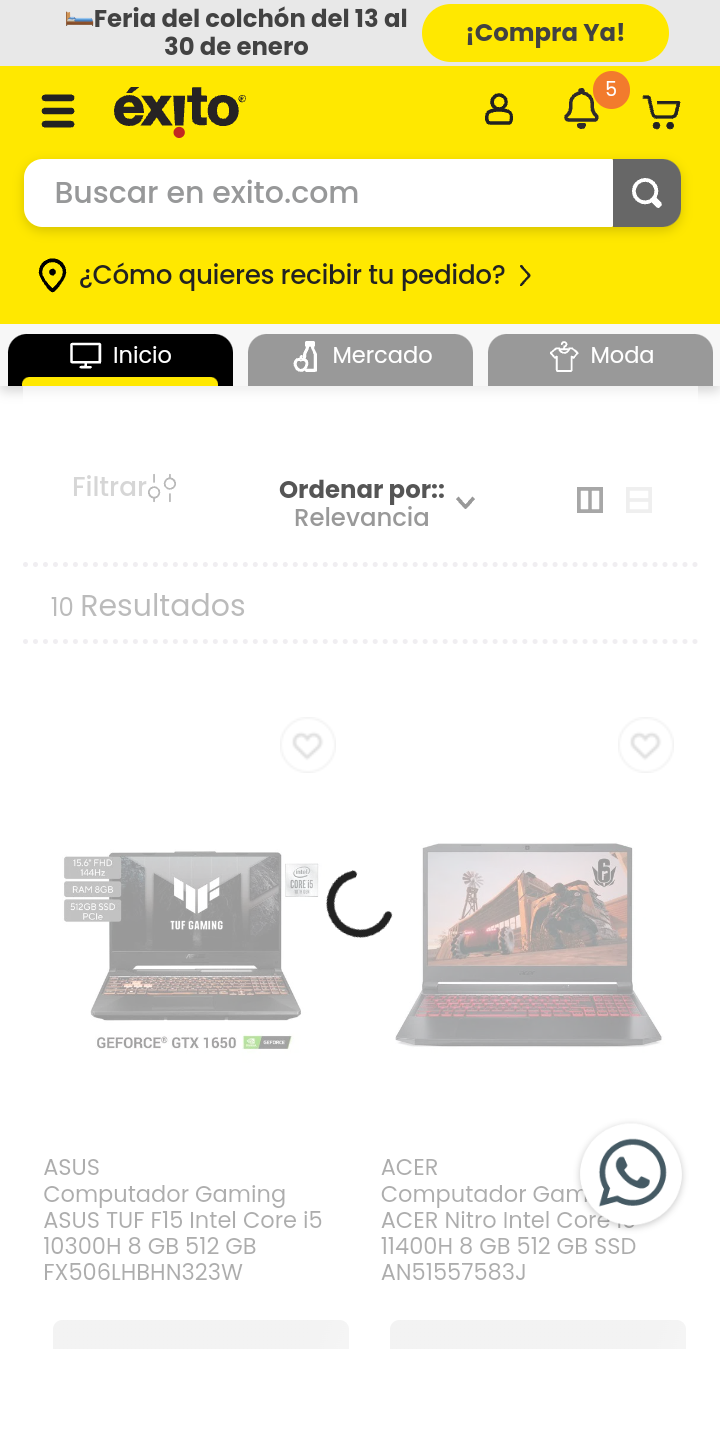 Feria del colchón del 13 al
30 de enero
¡Compra Ya!
éxito
5
Buscar en exito.com
¿Cómo quieres recibir tu pedido?
Inicio
Mercado
Moda
Filtrar
Ordenar por::
Relevancia
10 Resultados
15.6" FHD
144Hz
RAM 8GB
512GB SSD
PCIe
TUF GAMING
intel
CORE i5
GEFORCE® GTX 1650
NVIDIA
GEFORCE
ASUS
Computador Gaming
ASUS TUF F15 Intel Core i5
10300H 8 GB 512 GB
FX506LHBHN323W
ACER
Computador Gam
ACER Nitro Intel Core
11400H 8 GB 512 GB SSD
AN51557583J